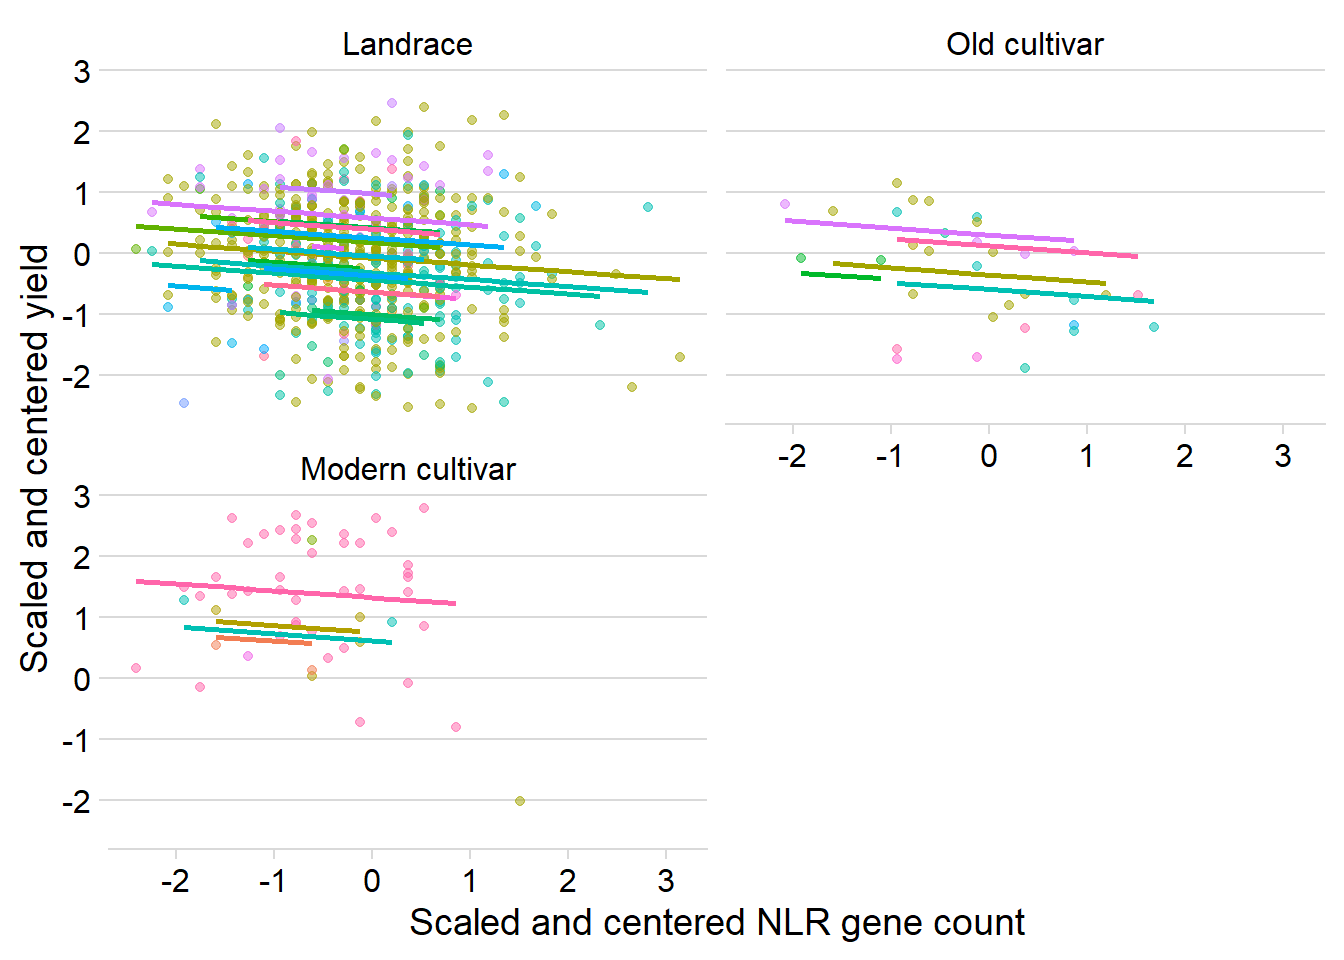 Landrace
Old cultivar
3
2
1
0
-1
-2
-2 -1 0 1 2 3
Modern cultivar
3
2
1
0
-1
-2
-2 -1 0 1 2 3
Scaled and centered yield
Scaled and centered NLR gene count